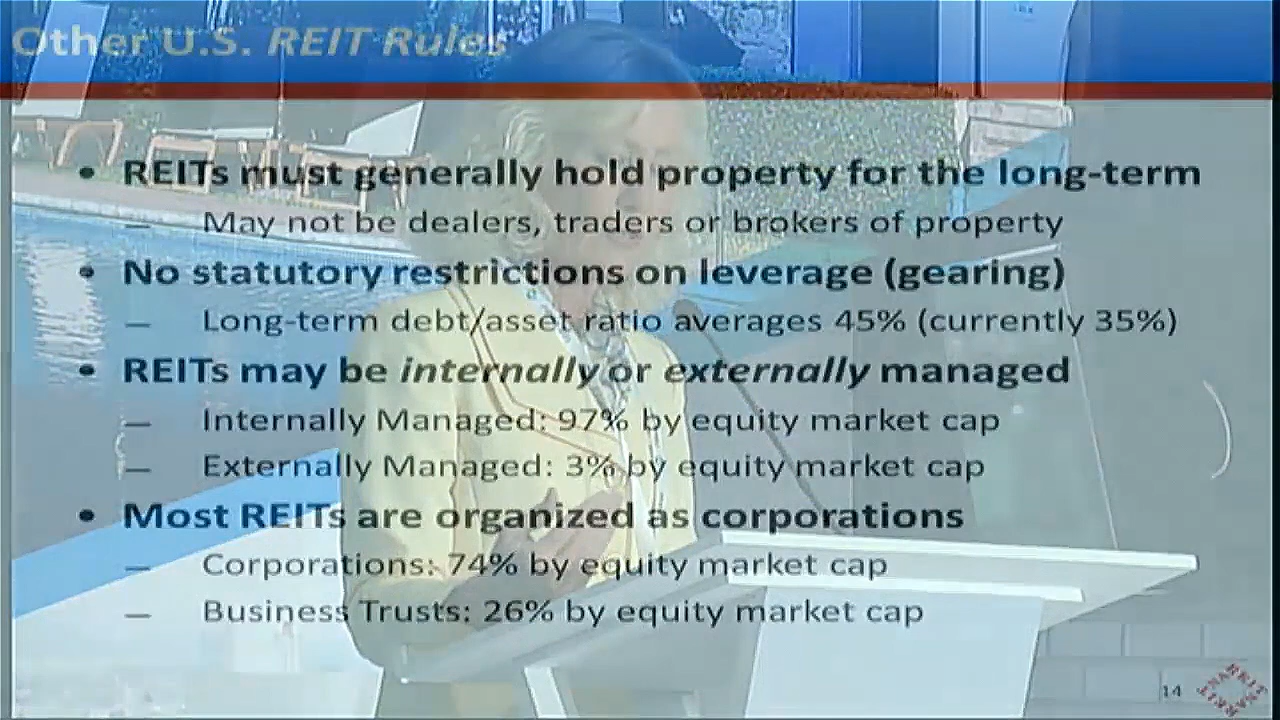 Other U.S. REIT Rules
• REITs must generally hold property for the long-term
— May not be dealers, traders or brokers of property
• No statutory restrictions on leverage (gearing)
— Long-term debt/asset ratio averages 45% (currently 35%)
• REITs may be internally or externally managed
— Internally Managed: 97% by equity market cap
— Externally Managed: 3% by equity market cap
• Most REITs are organized as corporations
— Corporations: 74% by equity market cap
— Business Trusts: 26% by equity market cap
14